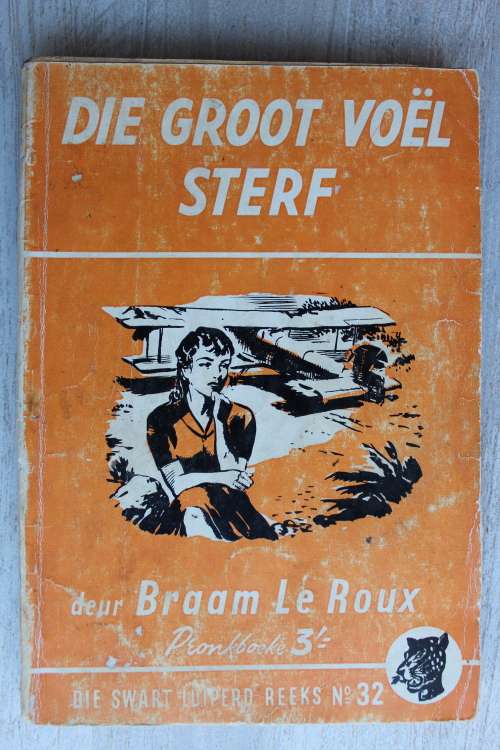 DIE GROOT VOËL
STERF
deur Braam Le Roux
Pronkboeke 3/-
DIE SWART LUIPERD REEKS No 32